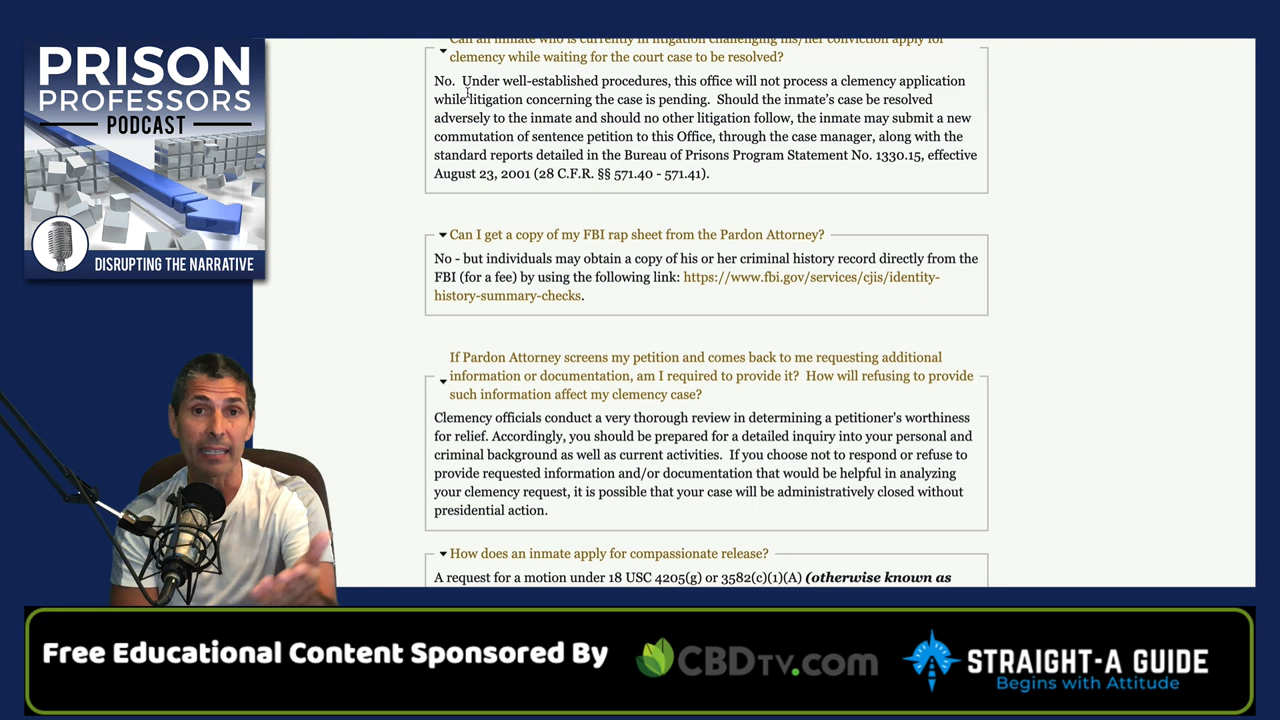 PRISON
PROFESSORS
PODCAST
DISRUPTING THE NARRATIVE
Can an inmate who is currently in litigation challenging his/her conviction apply for
clemency while waiting for the court case to be resolved?
No.  Under well-established procedures, this office will not process a clemency application
while litigation concerning the case is pending.  Should the inmate's case be resolved
adversely to the inmate and should no other litigation follow, the inmate may submit a new
commutation of sentence petition to this Office, through the case manager, along with the
standard reports detailed in the Bureau of Prisons Program Statement No. 1330.15, effective
August 23, 2001 (28 C.F.R. §§ 571.40 - 571.41).
Can I get a copy of my FBI rap sheet from the Pardon Attorney?
No - but individuals may obtain a copy of his or her criminal history record directly from the
FBI (for a fee) by using the following link: https://www.fbi.gov/services/cjis/identity-
history-summary-checks.
If Pardon Attorney screens my petition and comes back to me requesting additional
information or documentation, am I required to provide it?  How will refusing to provide
such information affect my clemency case?
Clemency officials conduct a very thorough review in determining a petitioner's worthiness
for relief. Accordingly, you should be prepared for a detailed inquiry into your personal and
criminal background as well as current activities.  If you choose not to respond or refuse to
provide requested information and/or documentation that would be helpful in analyzing
your clemency request, it is possible that your case will be administratively closed without
presidential action.
How does an inmate apply for compassionate release?
A request for a motion under 18 USC 4205(g) or 3582(c)(1)(A) (otherwise known as
Free Educational Content Sponsored By
CBDTV.com
STRAIGHT-A GUIDE
Begins with Attitude